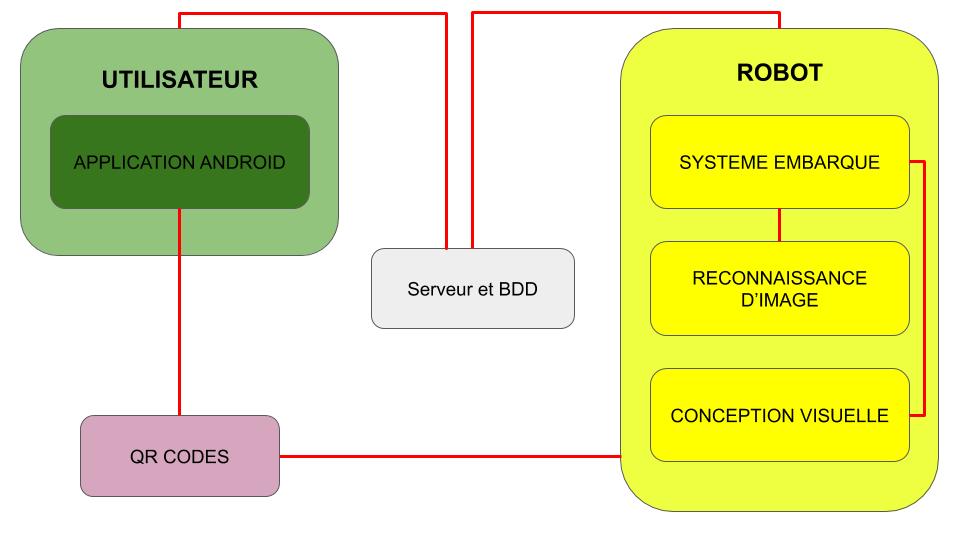 UTILISATEUR
APPLICATION ANDROID
ROBOT
SYSTEME EMBARQUE
RECONNAISSANCE
D’IMAGE
CONCEPTION VISUELLE
Serveur et BDD
QR CODES